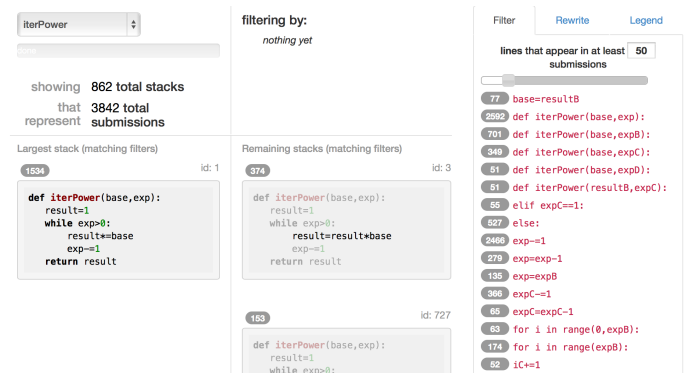 iterPower
done
showing 862 total stacks
that 3842 total
represent submissions
Largest stack (matching filters)
1534 id: 1
def iterPower(base,exp):
result=1
while exp>0:
result*=base
exp-=1
return result
filtering by:
nothing yet
Remaining stacks (matching filters)
374 id: 3
def iterPower(base,exp):
result=1
while exp>0:
result=result*base
exp-=1
return result
153 id: 727
def iterPower(base,exp):
result=1
while exp>0:
Filter Rewrite Legend
lines that appear in at least 50
submissions
77 base=resultB
2592 def iterPower(base,exp):
701 def iterPower(base,expB):
349 def iterPower(base,expC):
51 def iterPower(base,expD):
51 def iterPower(resultB,expC):
55 elif expC==1:
527 else:
2466 exp-=1
279 exp=exp-1
135 exp=expB
366 expC-=1
65 expC=expC-1
63 for i in range(0,expB):
174 for i in range(expB):
52 iC+=1